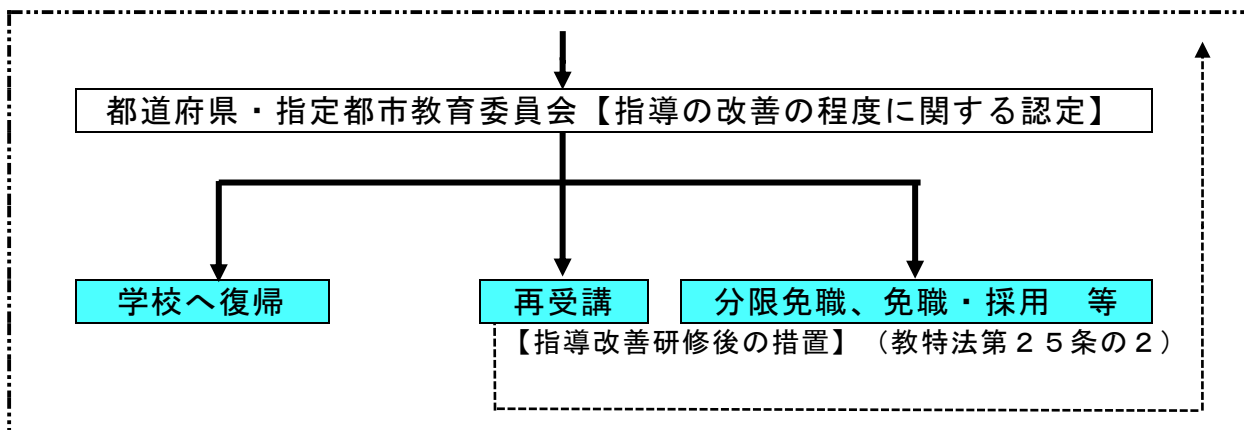 都道府県・指定都市教育委員会【指導の改善の程度に関する認定】
学校へ復帰
再受講
分限免職、免職・採用　等
【指導改善研修後の措置】（教特法第２５条の２）